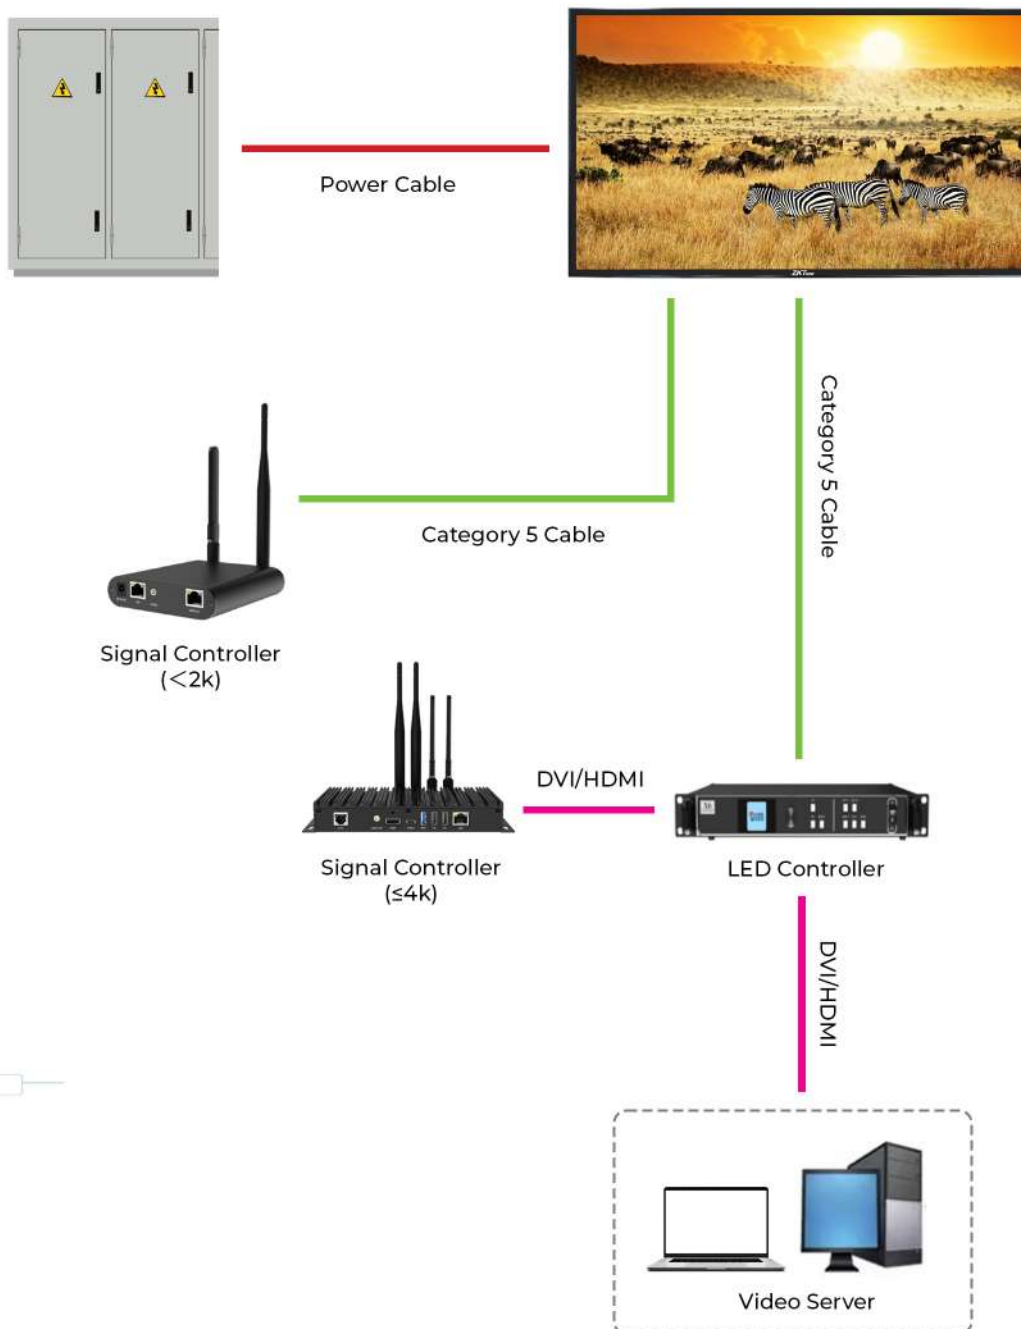 Power Cable
ZKTeco
Category 5 Cable
Category 5 Cable
Signal Controller
(＜2k)
DVI/HDMI
Signal Controller
(≤4k)
LED Controller
DVI/HDMI
Video Server